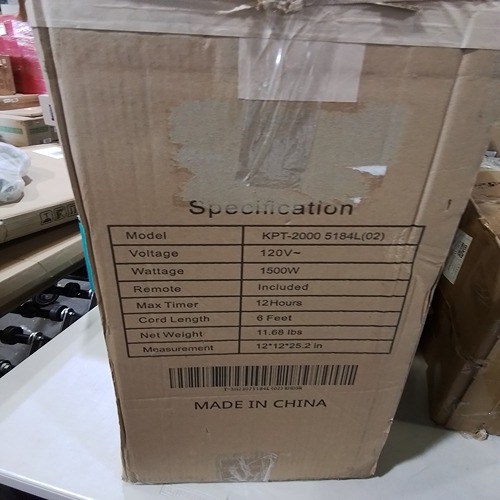 Specification
Model KPT-2000 5184L(02)
Voltage 120V~
Wattage 1500W
Remote Included
Max Timer 12Hours
Cord Length 6 Feet
Net Weight 11.68 lbs
Measurement 12*12*25.2 in
MADE IN CHINA